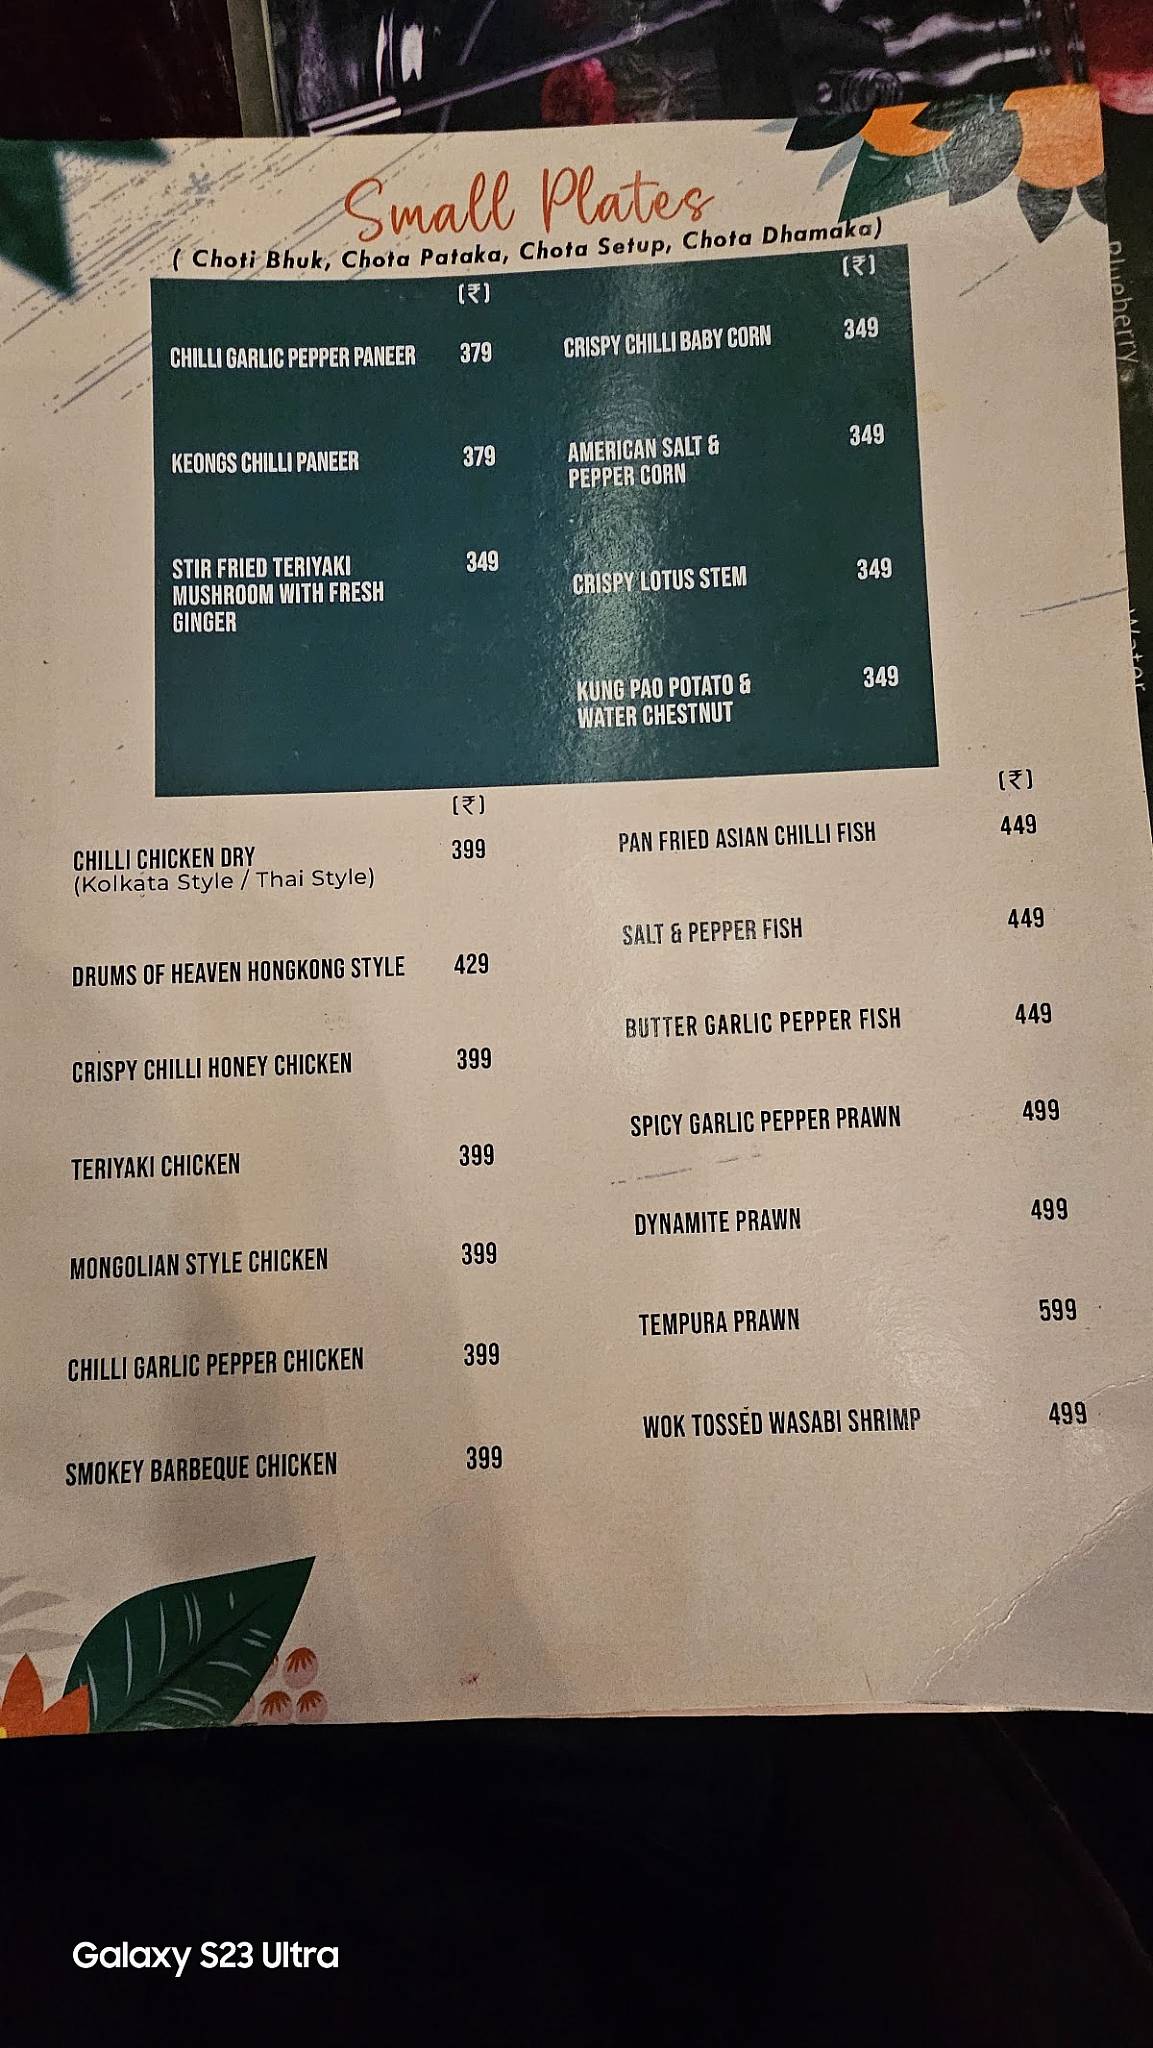 Small Plates
( Choti Bhuk, Chota Pataka, Chota Setup, Chota Dhamaka)
(₹)
CHILLI GARLIC PEPPER PANEER 379
KEONGS CHILLI PANEER 379
STIR FRIED TERIYAKI 349
MUSHROOM WITH FRESH
GINGER
(₹)
CRISPY CHILLI BABY CORN 349
AMERICAN SALT & 349
PEPPER CORN
CRISPY LOTUS STEM 349
KUNG PAO POTATO & 349
WATER CHESTNUT
(₹)
CHILLI CHICKEN DRY 399
(Kolkata Style / Thai Style)
DRUMS OF HEAVEN HONGKONG STYLE 429
CRISPY CHILLI HONEY CHICKEN 399
TERIYAKI CHICKEN 399
MONGOLIAN STYLE CHICKEN 399
CHILLI GARLIC PEPPER CHICKEN 399
SMOKEY BARBEQUE CHICKEN 399
(₹)
PAN FRIED ASIAN CHILLI FISH 449
SALT & PEPPER FISH 449
BUTTER GARLIC PEPPER FISH 449
SPICY GARLIC PEPPER PRAWN 499
DYNAMITE PRAWN 499
TEMPURA PRAWN 599
WOK TOSSED WASABI SHRIMP 499
Blueberry
Water
Galaxy S23 Ultra